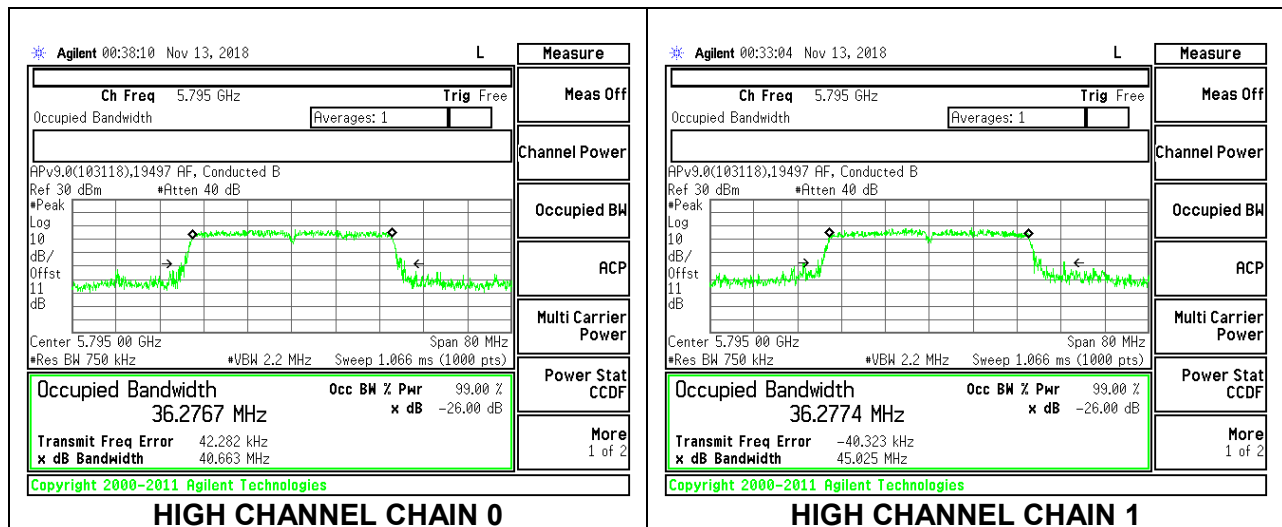 Agilent 00:38:10 Nov 13, 2018 L Measure
Ch Freq 5.795 GHz Trig Free
Occupied Bandwidth Averages: 1
APv9.0(103118),19497 AF, Conducted B
Ref 30 dBm #Atten 40 dB
#Peak
Log
10
dB/
Offst
11
dB
Center 5.795 00 GHz Span 80 MHz
#Res BW 750 kHz #VBW 2.2 MHz Sweep 1.066 ms (1000 pts)
Occupied Bandwidth Occ BW % Pwr 99.00 %
36.2767 MHz x dB -26.00 dB
Transmit Freq Error 42.282 kHz
x dB Bandwidth 40.663 MHz
Copyright 2000-2011 Agilent Technologies
Meas Off
Channel Power
Occupied BW
ACP
Multi Carrier
Power
Power Stat
CCDF
More
1 of 2
HIGH CHANNEL CHAIN 0
Agilent 00:33:04 Nov 13, 2018 L Measure
Ch Freq 5.795 GHz Trig Free
Occupied Bandwidth Averages: 1
APv9.0(103118),19497 AF, Conducted B
Ref 30 dBm #Atten 40 dB
#Peak
Log
10
dB/
Offst
11
dB
Center 5.795 00 GHz Span 80 MHz
#Res BW 750 kHz #VBW 2.2 MHz Sweep 1.066 ms (1000 pts)
Occupied Bandwidth Occ BW % Pwr 99.00 %
36.2774 MHz x dB -26.00 dB
Transmit Freq Error -40.323 kHz
x dB Bandwidth 45.025 MHz
Copyright 2000-2011 Agilent Technologies
Meas Off
Channel Power
Occupied BW
ACP
Multi Carrier
Power
Power Stat
CCDF
More
1 of 2
HIGH CHANNEL CHAIN 1